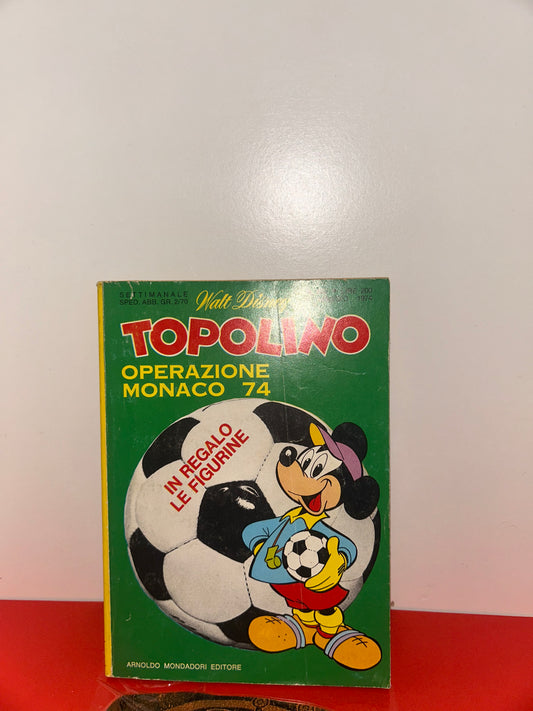 SETTIMANALE
SPED. ABB. GR. 2/70
Walt Disney
1974
TOPOLINO
OPERAZIONE
MONACO 74
IN REGALO
LE FIGURINE
ARNOLDO MONDADORI EDITORE